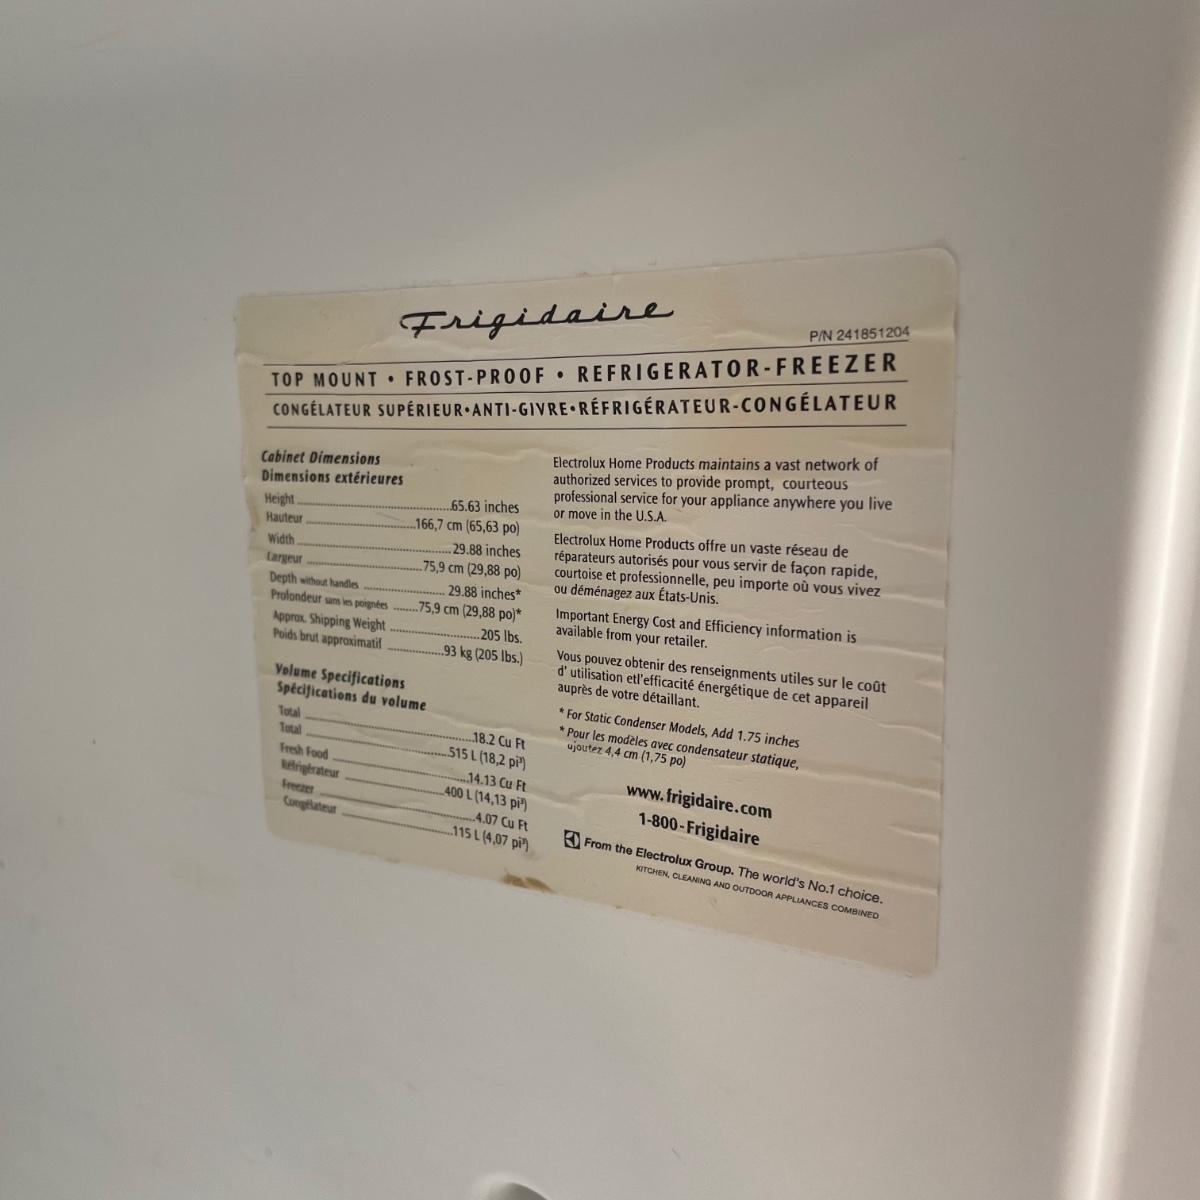 Frigidaire
P/N 241851204
TOP MOUNT • FROST-PROOF • REFRIGERATOR-FREEZER
CONGÉLATEUR SUPÉRIEUR•ANTI-GIVRE•RÉFRIGÉRATEUR-CONGÉLATEUR
Cabinet Dimensions
Dimensions extérieures
Height ........ 65.63 inches
Hauteur ........ 166,7 cm (65,63 po)
Width ........ 29.88 inches
Largeur ........ 75,9 cm (29,88 po)
Depth without handles ........ 29.88 inches*
Profondeur sans les poignées ........ 75,9 cm (29,88 po)*
Approx. Shipping Weight ........ 205 lbs.
Poids brut approximatif ........ 93 kg (205 lbs.)
Volume Specifications
Spécifications du volume
Total ........ 18.2 Cu Ft
Total ........ 515 L (18,2 pi³)
Fresh Food ........ 14.13 Cu Ft
Réfrigérateur ........ 400 L (14,13 pi³)
Freezer ........ 4.07 Cu Ft
Congélateur ........ 115 L (4,07 pi³)
Electrolux Home Products maintains a vast network of
authorized services to provide prompt, courteous
professional service for your appliance anywhere you live
or move in the U.S.A.
Electrolux Home Products offre un vaste réseau de
réparateurs autorisés pour vous servir de façon rapide,
courtoise et professionnelle, peu importe où vous vivez
ou déménagez aux États-Unis.
Important Energy Cost and Efficiency information is
available from your retailer.
Vous pouvez obtenir des renseignments utiles sur le coût
d' utilisation etl'efficacité énergétique de cet appareil
auprès de votre détaillant.
* For Static Condenser Models, Add 1.75 inches
* Pour les modèles avec condensateur statique,
ajoutez 4,4 cm (1,75 po)
www.frigidaire.com
1-800-Frigidaire
From the Electrolux Group. The world's No.1 choice.
KITCHEN, CLEANING AND OUTDOOR APPLIANCES COMBINED